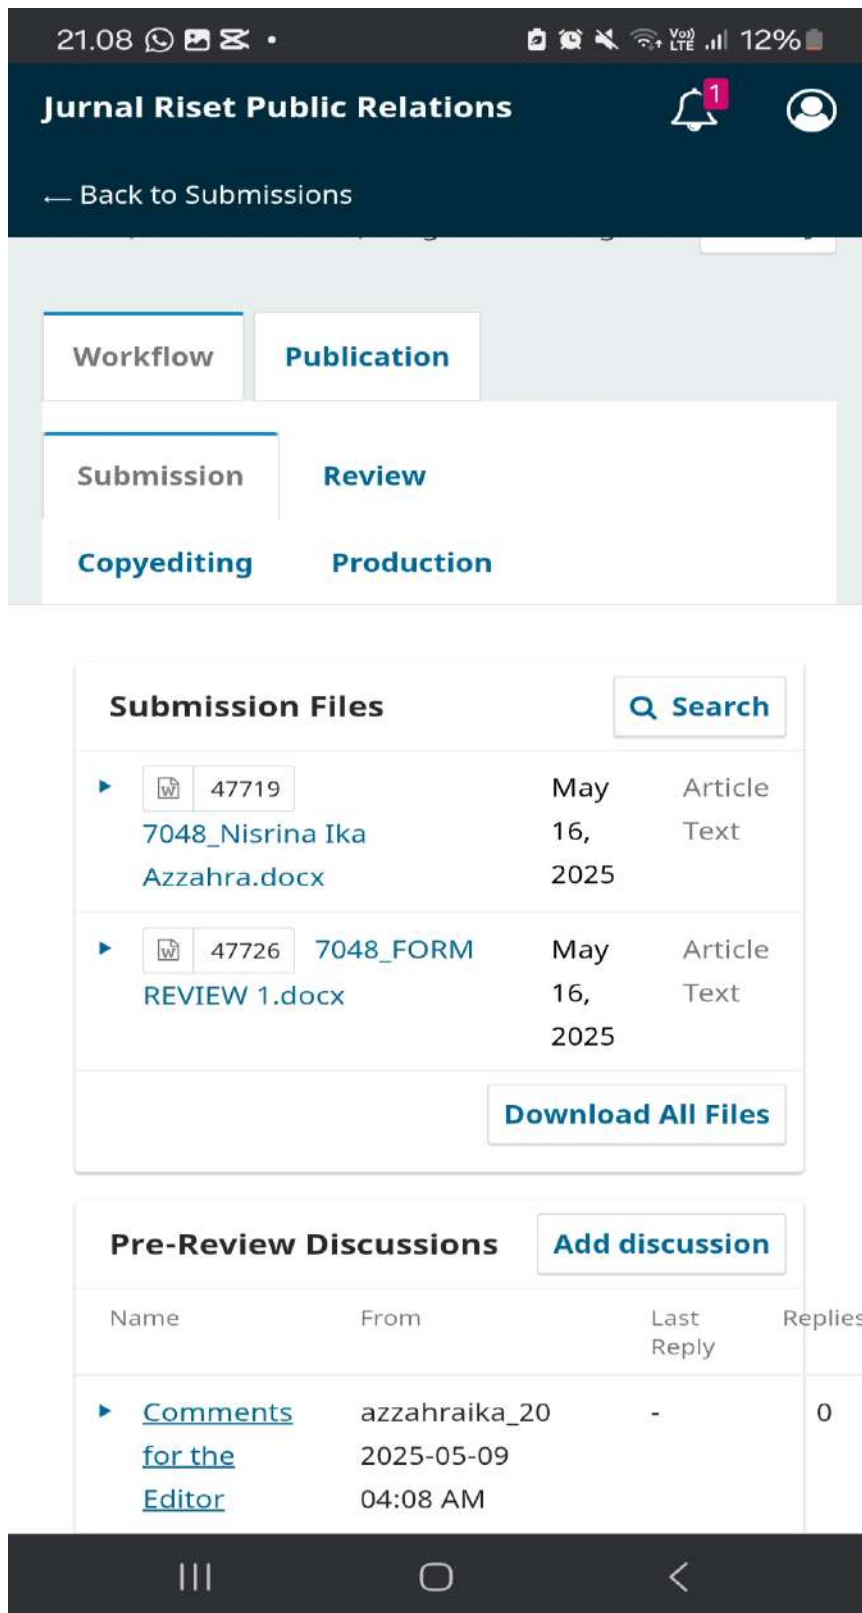 21.08 12%
Jurnal Riset Public Relations 1
← Back to Submissions
Workflow Publication
Submission Review
Copyediting Production
Submission Files Search
47719 May Article
7048_Nisrina Ika 16, Text
Azzahra.docx 2025
47726 7048_FORM May Article
REVIEW 1.docx 16, Text
2025
Download All Files
Pre-Review Discussions Add discussion
Name From Last Replies
Reply
Comments azzahraika_20 - 0
for the 2025-05-09
Editor 04:08 AM